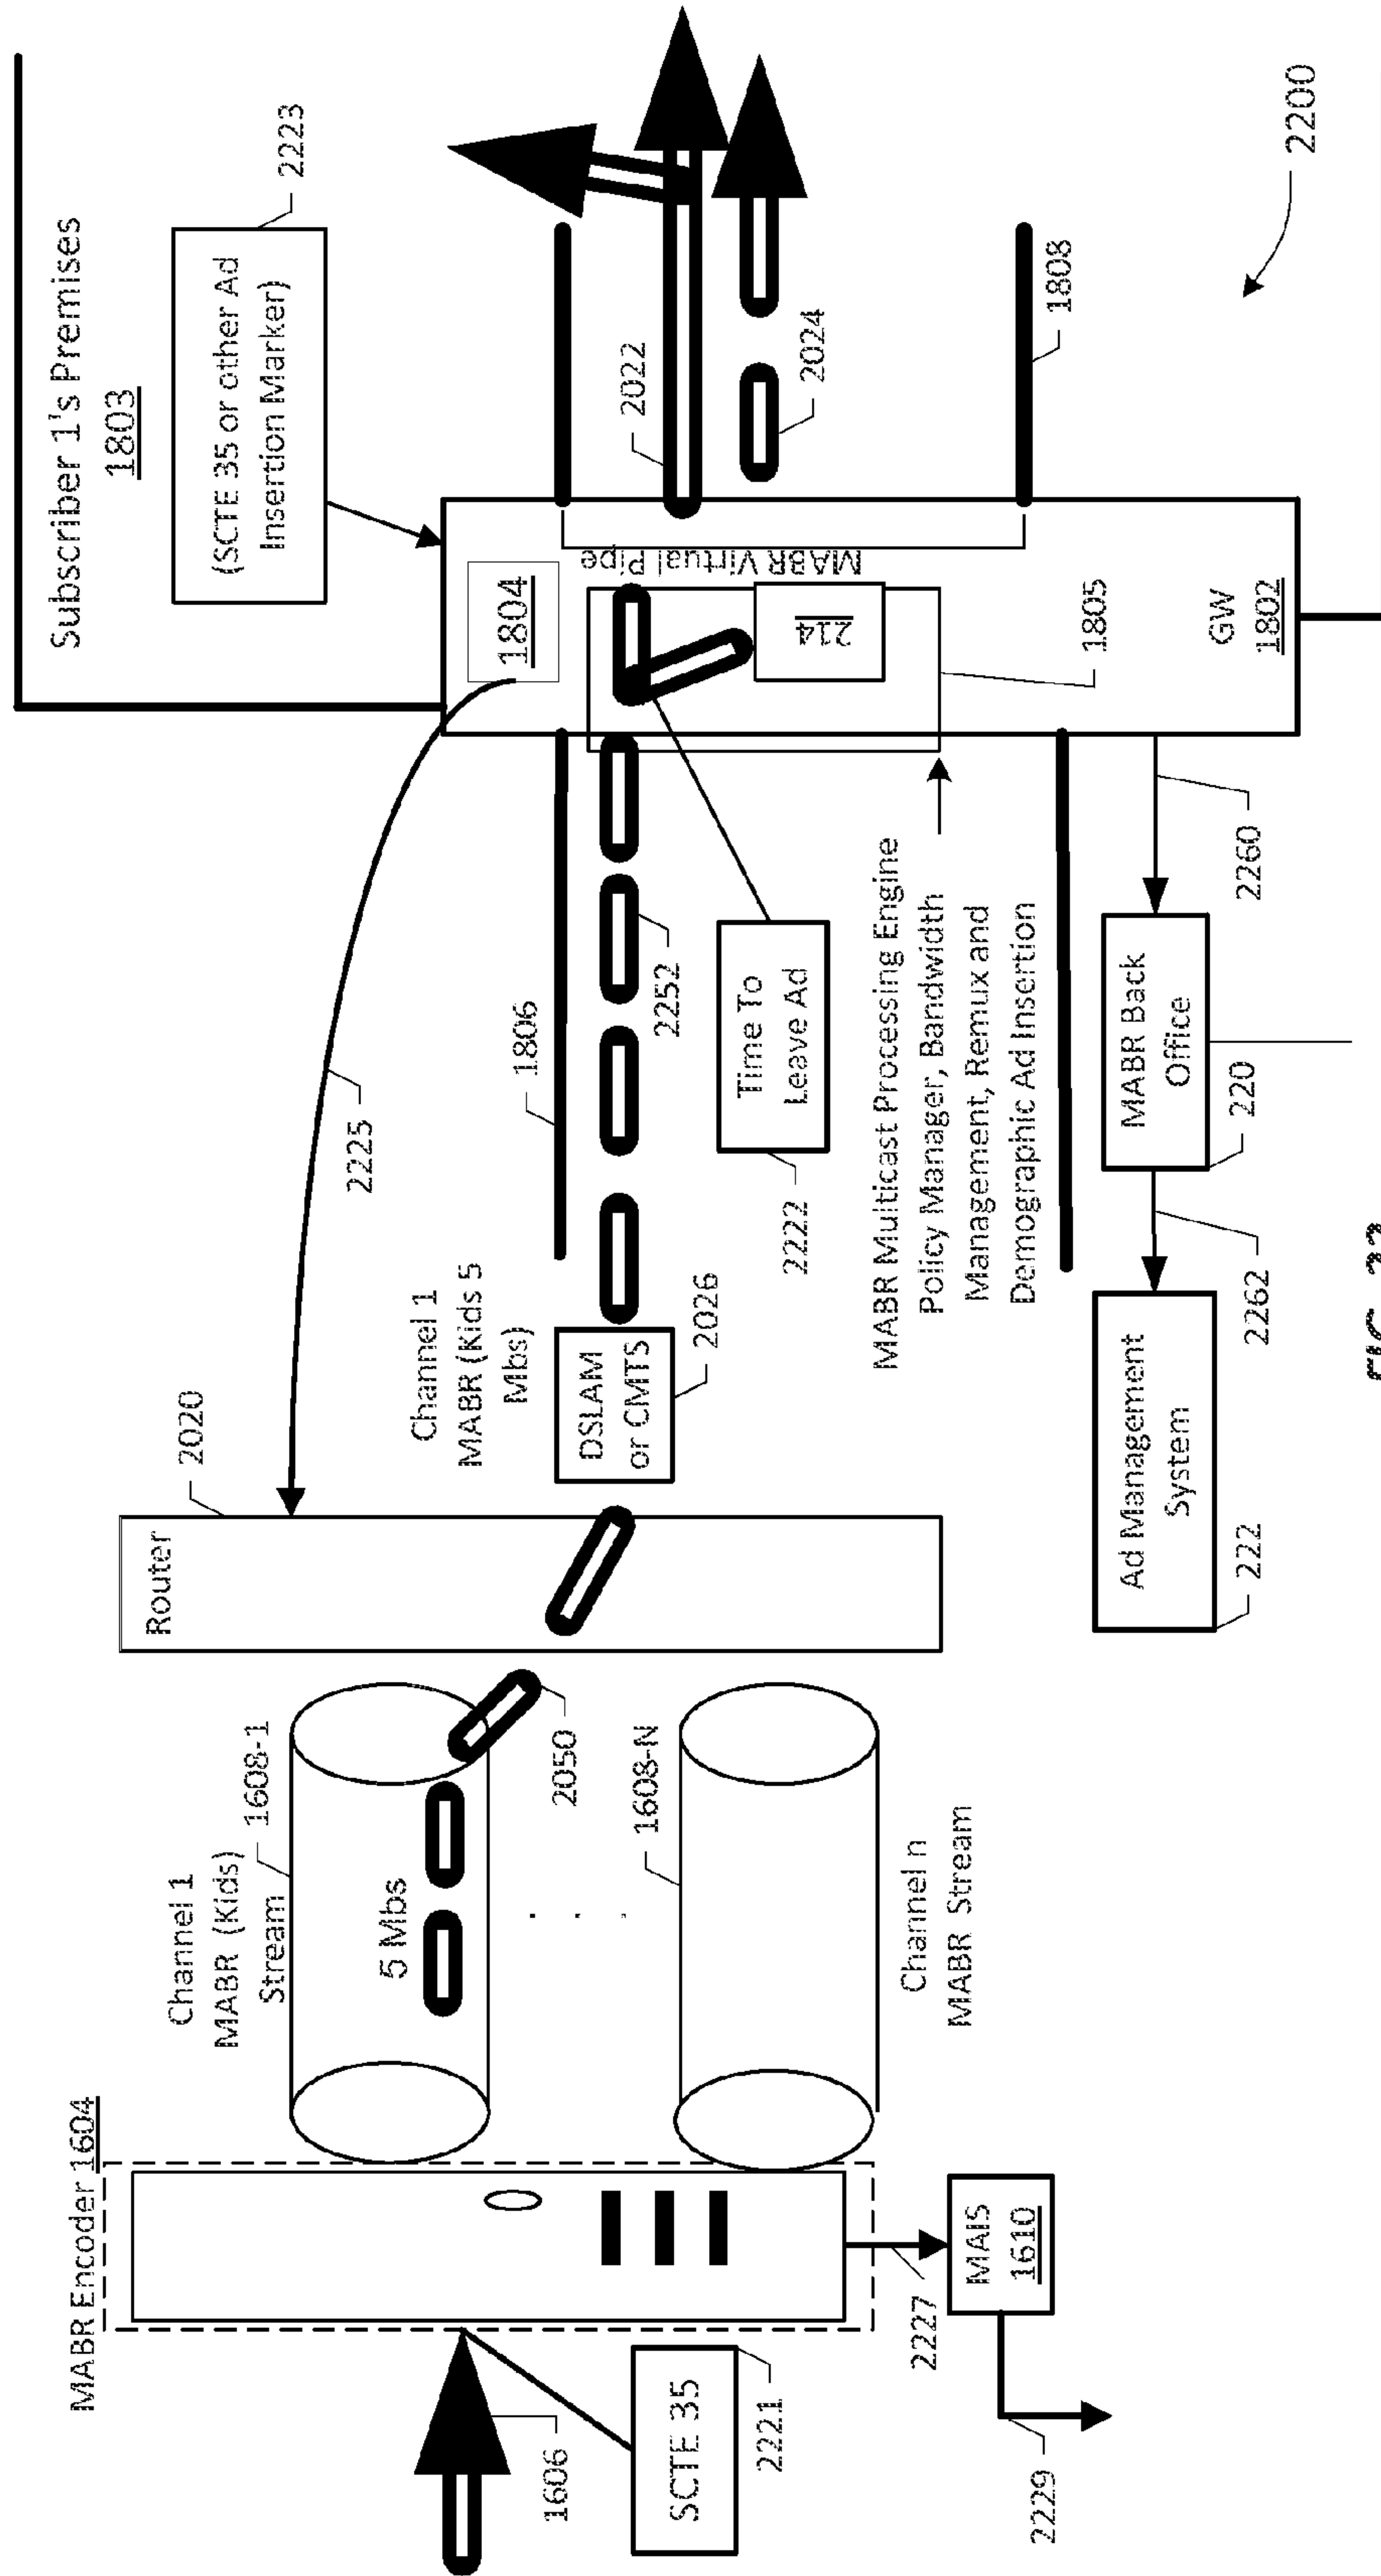 MABR Encoder 1604
1606
SCTE 35
2221
2227
MAIS
1610
2229
Channel 1
MABR (Kids)
Stream
1608-1
5 Mbs
2050
1608-N
Channel n
MABR Stream
Router
2020
2225
Channel 1
MABR (Kids 5
Mbs)
DSLAM
or CMTS
2026
1806
2252
Time To
Leave Ad
2222
MABR Multicast Processing Engine
Policy Manager, Bandwidth
Management, Remux and
Demographic Ad Insertion
Ad Management
System
222
2262
MABR Back
Office
220
2260
Subscriber 1's Premises
1803
(SCTE 35 or other Ad
Insertion Marker)
2223
1804
MABR Virtual Pipe
214
1805
GW
1802
2022
2024
1808
2200